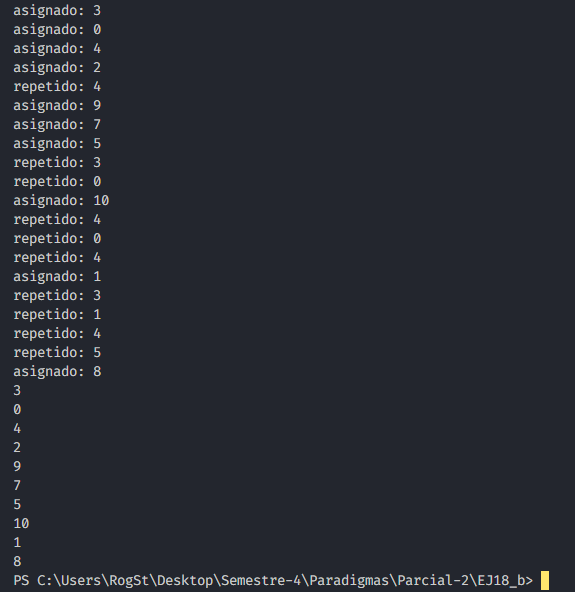 asignado: 3
asignado: 0
asignado: 4
asignado: 2
repetido: 4
asignado: 9
asignado: 7
asignado: 5
repetido: 3
repetido: 0
asignado: 10
repetido: 4
repetido: 0
repetido: 4
asignado: 1
repetido: 3
repetido: 1
repetido: 4
repetido: 5
asignado: 8
3
0
4
2
9
7
5
10
1
8
PS C:\Users\RogSt\Desktop\Semestre-4\Paradigmas\Parcial-2\EJ18_b>